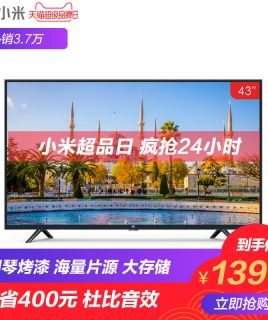 小米 天猫超级品牌日
销3.7万
43"
小米超品日 疯抢24小时
到手
琴烤漆 海量片源 大存储
¥139
省400元 杜比音效
立即抢购